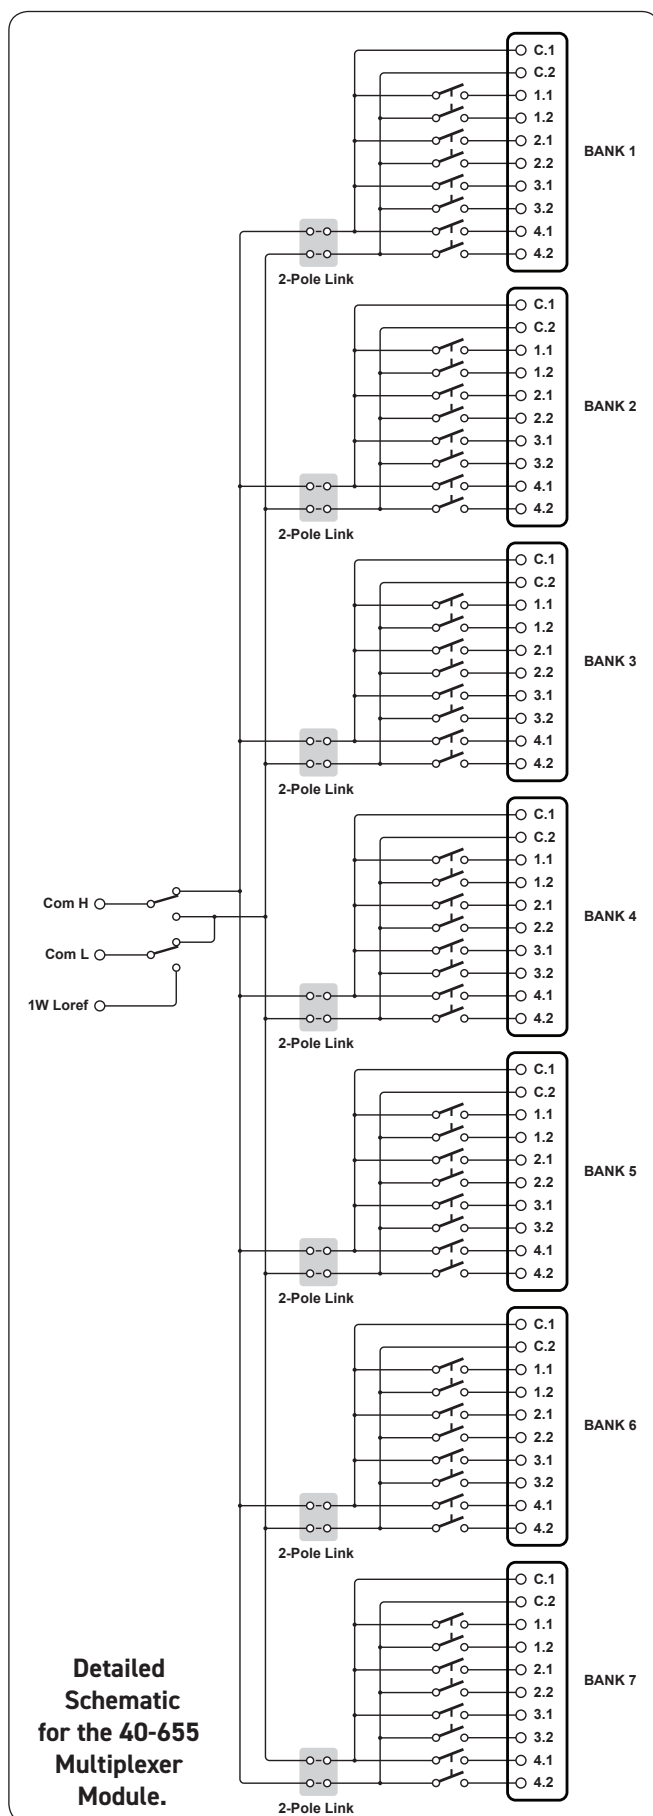 C.1
C.2
1.1
1.2
2.1
2.2
3.1
3.2
4.1
4.2
BANK 1
2-Pole Link
C.1
C.2
1.1
1.2
2.1
2.2
3.1
3.2
4.1
4.2
BANK 2
2-Pole Link
C.1
C.2
1.1
1.2
2.1
2.2
3.1
3.2
4.1
4.2
BANK 3
2-Pole Link
C.1
C.2
1.1
1.2
2.1
2.2
3.1
3.2
4.1
4.2
BANK 4
Com H
Com L
1W Loref
2-Pole Link
C.1
C.2
1.1
1.2
2.1
2.2
3.1
3.2
4.1
4.2
BANK 5
2-Pole Link
C.1
C.2
1.1
1.2
2.1
2.2
3.1
3.2
4.1
4.2
BANK 6
2-Pole Link
C.1
C.2
1.1
1.2
2.1
2.2
3.1
3.2
4.1
4.2
BANK 7
2-Pole Link
Detailed
Schematic
for the 40-655
Multiplexer
Module.